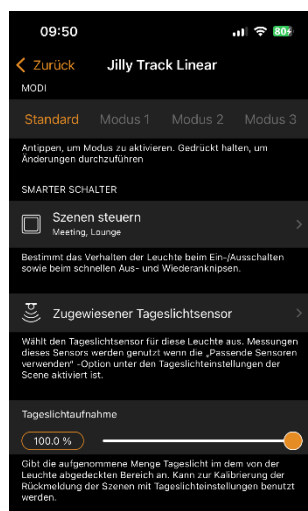 09:50
80
Zurück Jilly Track Linear
MODI
Standard Modus 1 Modus 2 Modus 3
Antippen, um Modus zu aktivieren. Gedrückt halten, um
Änderungen durchzuführen
SMARTER SCHALTER
Szenen steuern
Meeting, Lounge
Bestimmt das Verhalten der Leuchte beim Ein-/Ausschalten
sowie beim schnellen Aus- und Wiederanknipsen.
Zugewiesener Tageslichtsensor
Wählt den Tageslichtsensor für diese Leuchte aus. Messungen
dieses Sensors werden genutzt wenn die „Passende Sensoren
verwenden" -Option unter den Tageslichteinstellungen der
Scene aktiviert ist.
Tageslichtaufnahme
100.0 %
Gibt die aufgenommene Menge Tageslicht im dem von der
Leuchte abgedeckten Bereich an. Kann zur Kalibrierung der
Rückmeldung der Szenen mit Tageslichteinstellungen benutzt
werden.